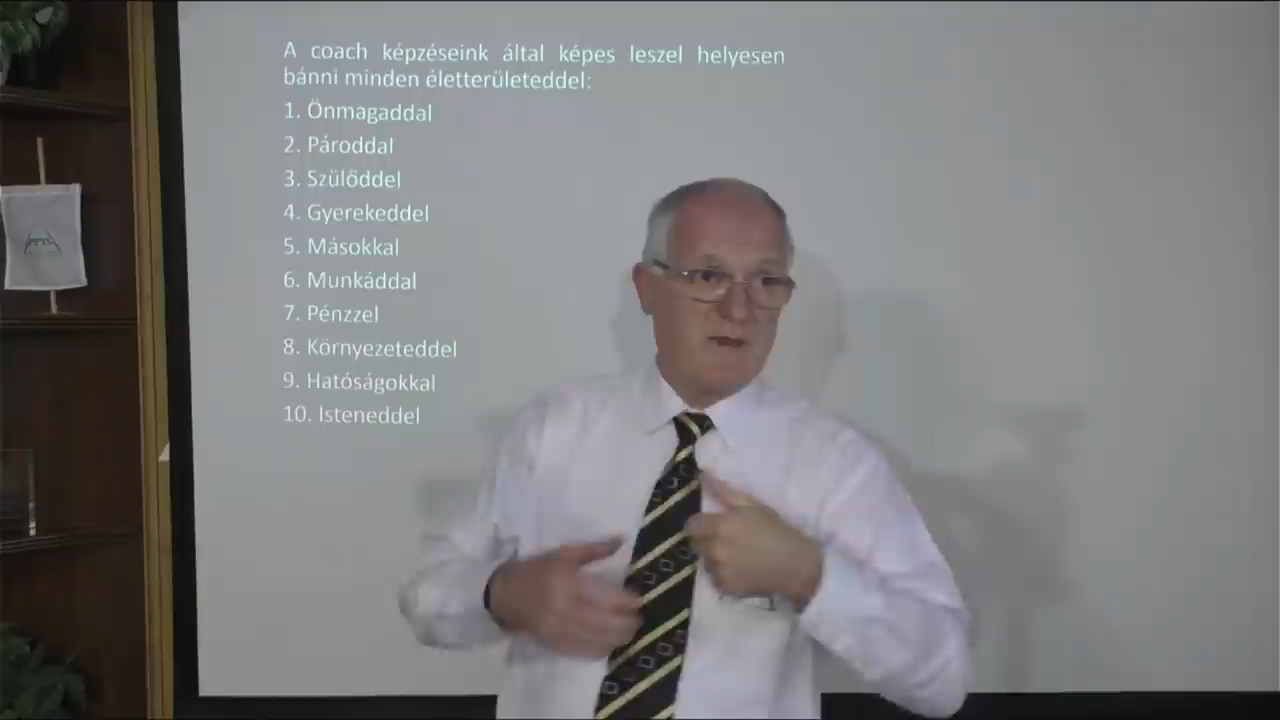 A coach képzéseink által képes leszel helyesen
bánni minden életterületeddel:
1. Önmagaddal
2. Pároddal
3. Szülőddel
4. Gyerekeddel
5. Másokkal
6. Munkáddal
7. Pénzzel
8. Környezeteddel
9. Hatóságokkal
10. Isteneddel